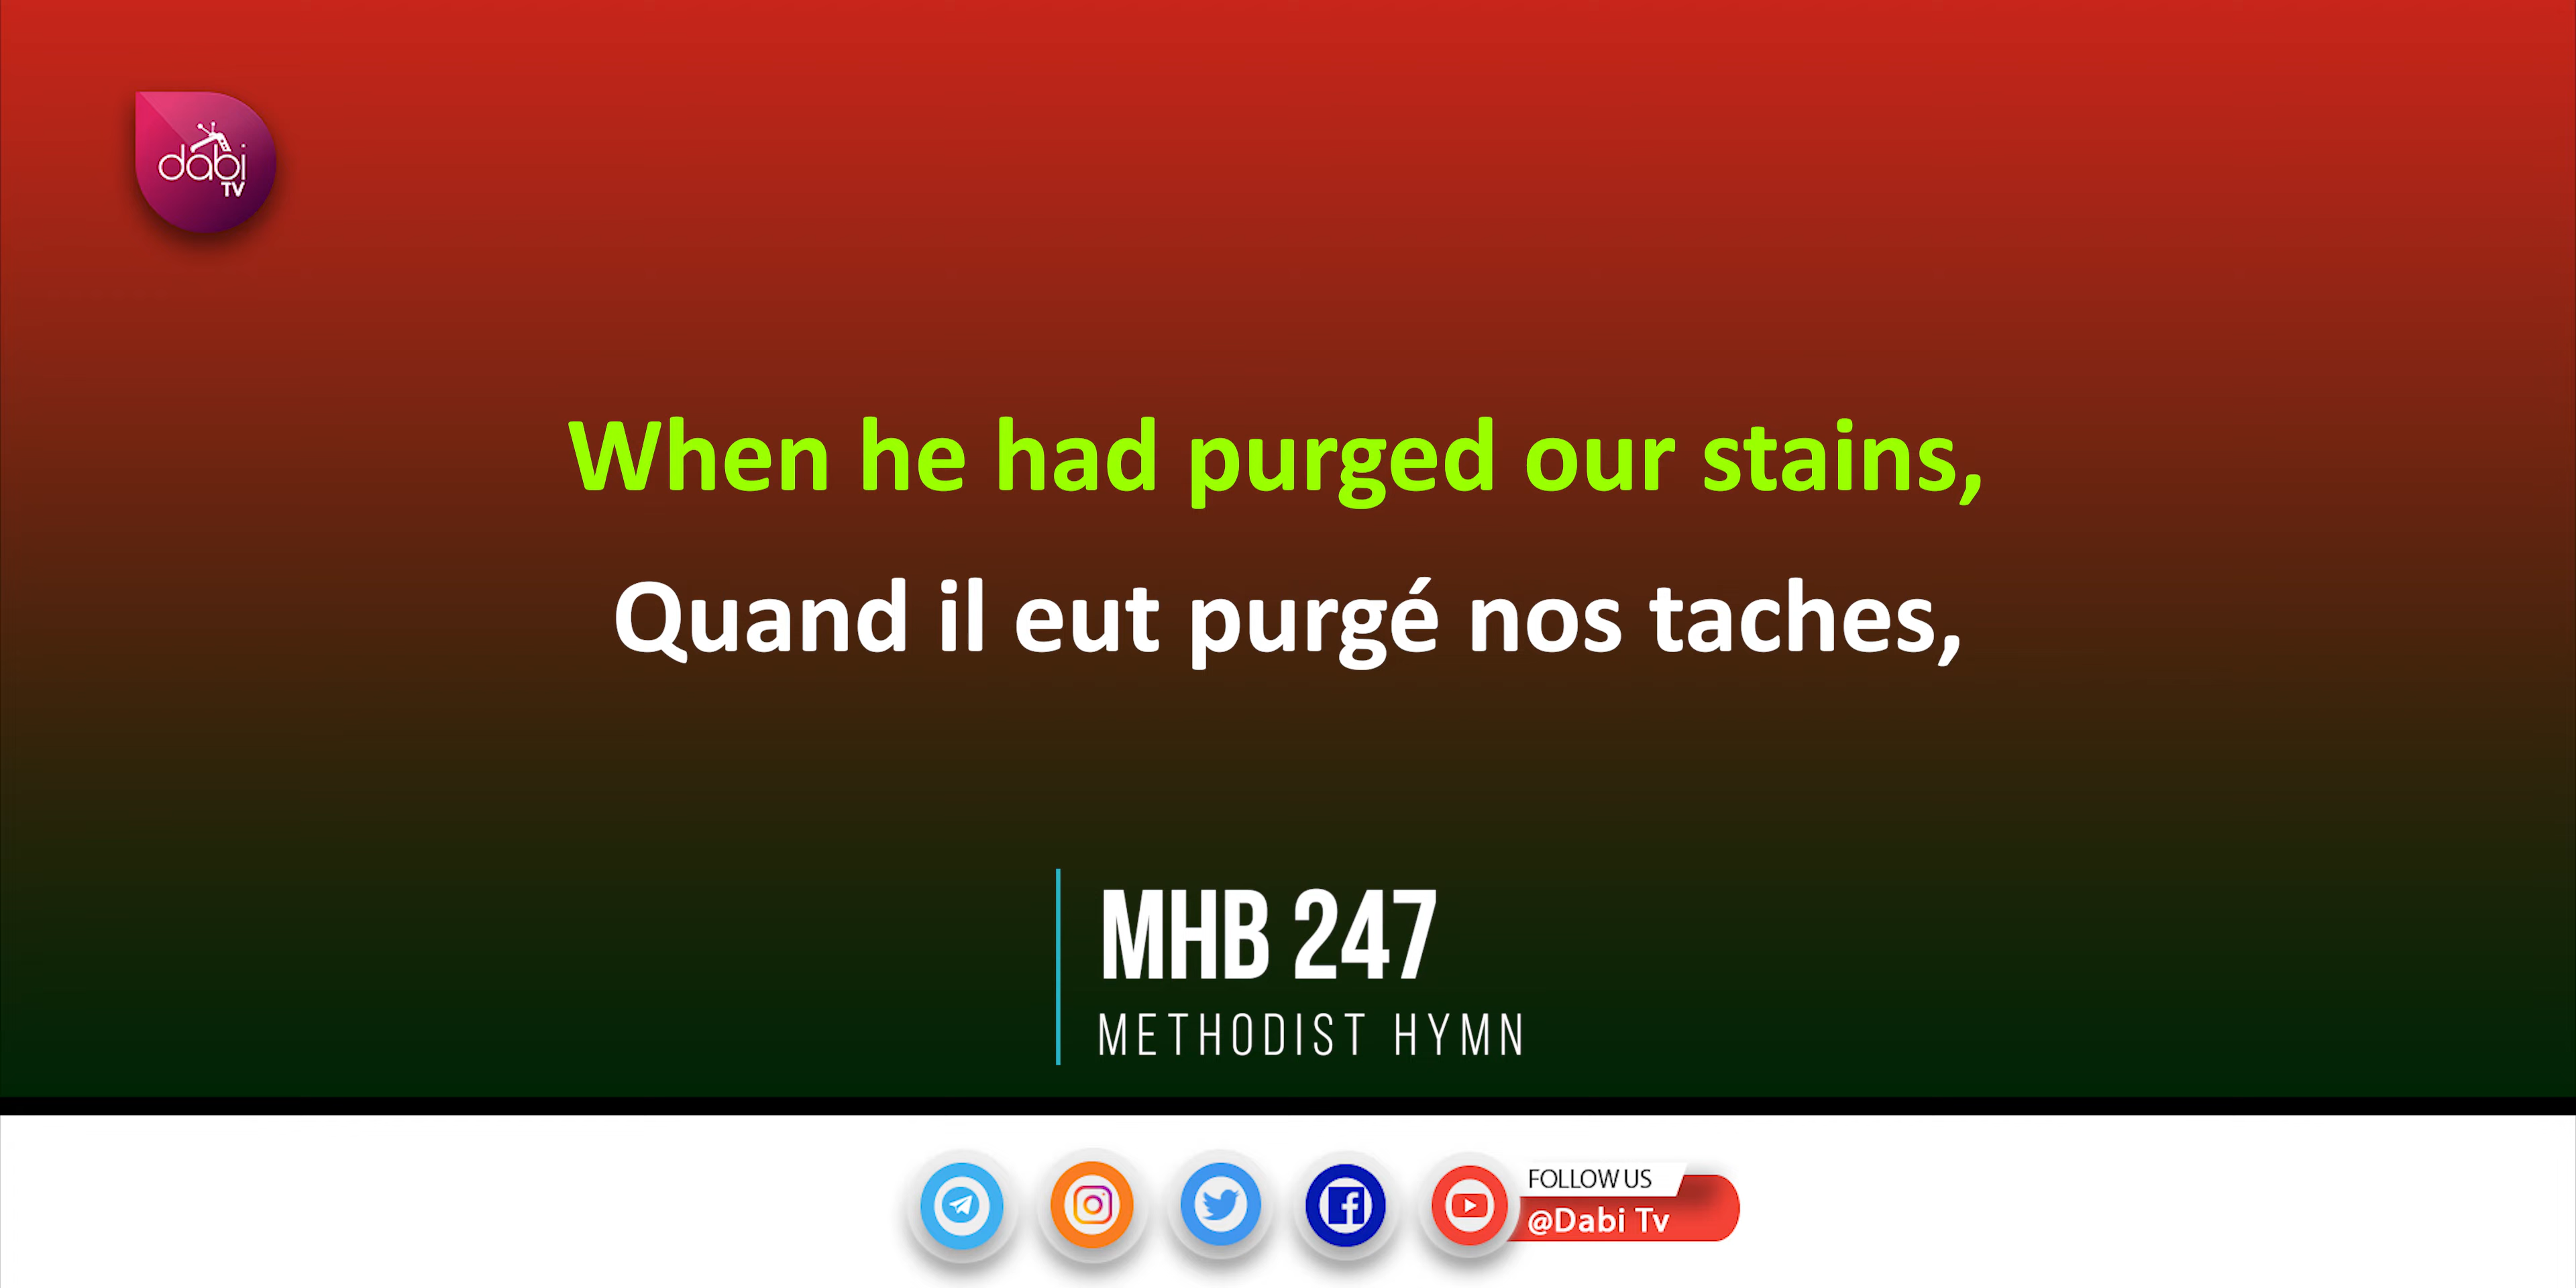 dabi
TV
When he had purged our stains,
Quand il eut purgé nos taches,
MHB 247
METHODIST HYMN
FOLLOW US
@Dabi Tv